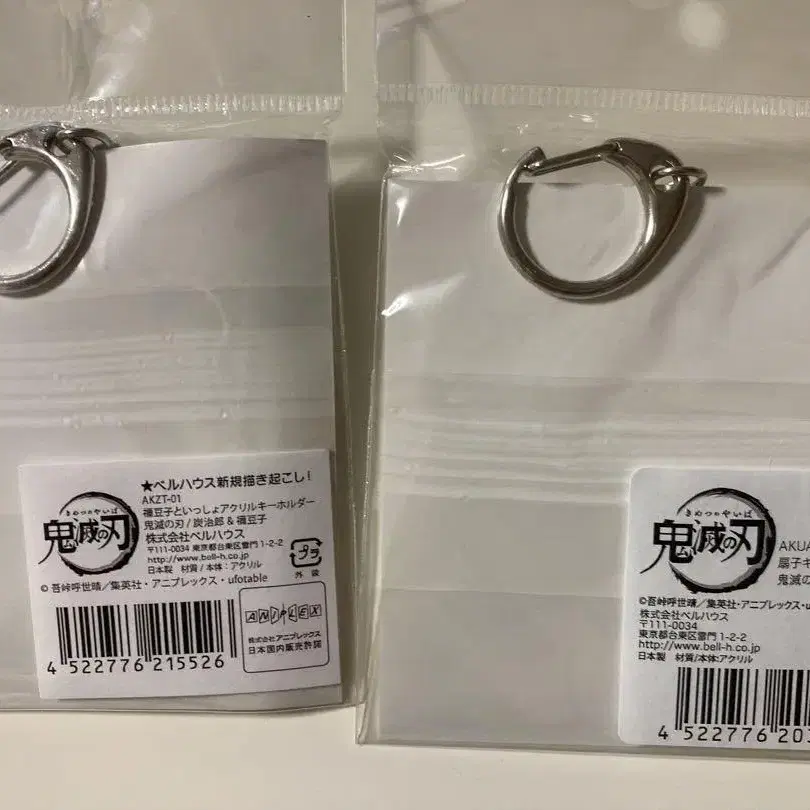 ★ベルハウス新規描き起こし!
AKZT-01
禰豆子といっしょアクリルキーホルダー
鬼滅の刃/炭治郎&禰豆子
株式会社ベルハウス
〒111-0034 東京都台東区雷門 1-2-2
http://www.bell-h.co.jp
日本製 材質/本体:アクリル
きめつのやいば
鬼滅の刃
プラ
外袋
© 吾峠呼世晴/集英社・アニプレックス・ufotable
4 522776 215526
ANIPLEX
株式会社アニプレックス
日本国内販売許諾
きめつのやいば
鬼滅の刃
AKUA
扇子キ
鬼滅の
©吾峠呼世晴/集英社・アニプレックス・u
株式会社ベルハウス
〒111-0034
東京都台東区雷門 1-2-2
http://www.bell-h.co.jp
日本製 材質/本体:アクリル
4 522776 20